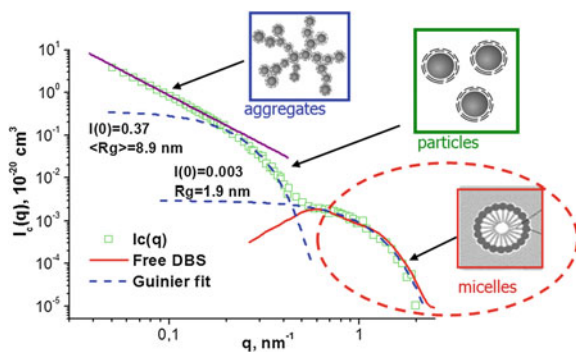 10¹
10⁰
10⁻¹
10⁻²
10⁻³
10⁻⁴
10⁻⁵
I_c(q), 10⁻²⁰ cm³
aggregates
particles
I(0)=0.37
<Rg>=8.9 nm
I(0)=0.003
Rg=1.9 nm
Ic(q)
Free DBS
Guinier fit
micelles
0,1
1
q, nm⁻¹